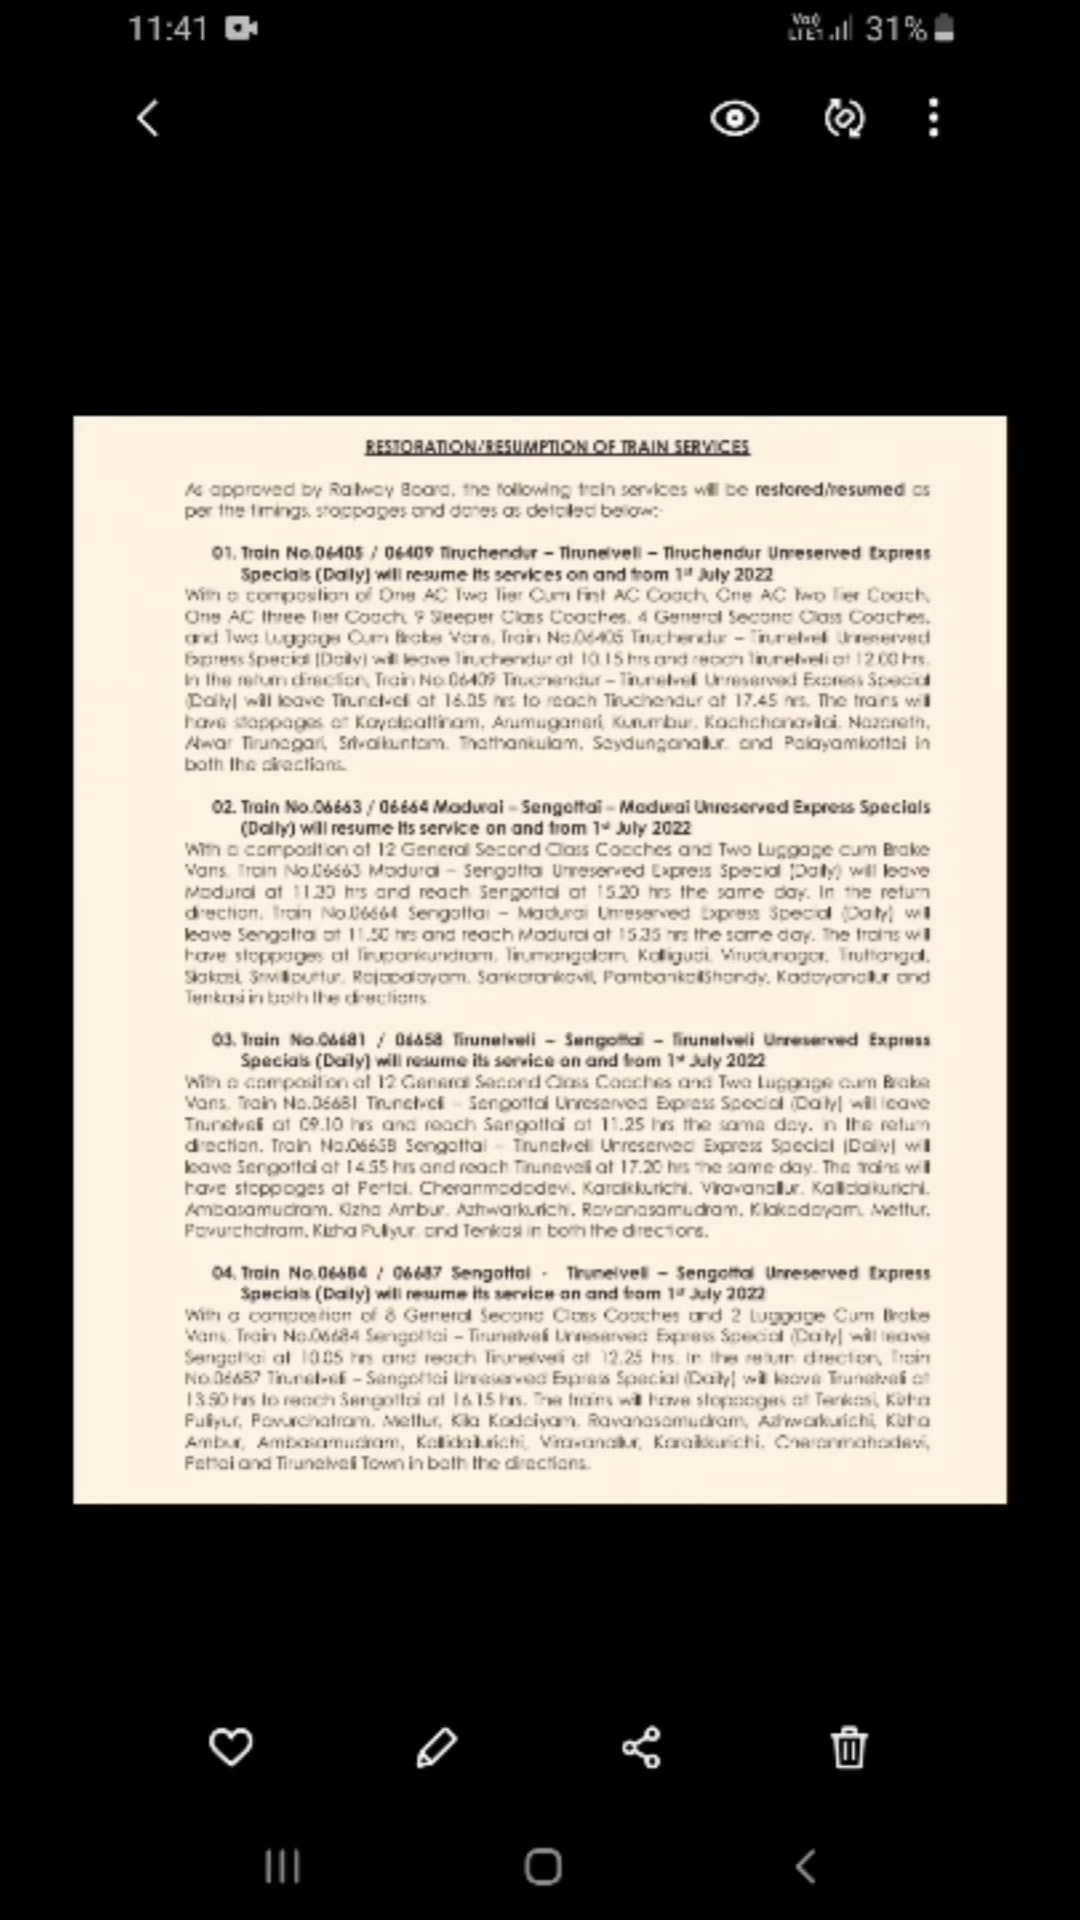 11:41
Vo)) LTE1 31%
RESTORATION/RESUMPTION OF TRAIN SERVICES
As approved by Railway Board, the following train services will be restored/resumed as
per the timings, stoppages and dates as detailed below:-
01. Train No.06405 / 06409 Tiruchendur – Tirunelveli – Tiruchendur Unreserved Express
Specials (Daily) will resume its services on and from 1st July 2022
With a composition of One AC Two Tier Cum First AC Coach, One AC Two Tier Coach,
One AC three Tier Coach, 9 Sleeper Class Coaches, 4 General Second Class Coaches,
and Two Luggage Cum Brake Vans, Train No.06405 Tiruchendur – Tirunelveli Unreserved
Express Special (Daily) will leave Tiruchendur at 10.15 hrs and reach Tirunelveli at 12.00 hrs.
In the return direction, Train No.06409 Tiruchendur – Tirunelveli Unreserved Express Special
(Daily) will leave Tirunelveli at 16.05 hrs to reach Tiruchendur at 17.45 hrs. The trains will
have stoppages at Kayalpattinam, Arumuganeri, Kurumbur, Kachchanavilai, Nazareth,
Alwar Tirunagari, Srivaikuntam, Thathankulam, Seydunganallur, and Palayamkottai in
both the directions.
02. Train No.06663 / 06664 Madurai – Sengottai – Madurai Unreserved Express Specials
(Daily) will resume its service on and from 1st July 2022
With a composition of 12 General Second Class Coaches and Two Luggage cum Brake
Vans, Train No.06663 Madurai – Sengottai Unreserved Express Special (Daily) will leave
Madurai at 11.30 hrs and reach Sengottai at 15.20 hrs the same day. In the return
direction, Train No.06664 Sengottai – Madurai Unreserved Express Special (Daily) will
leave Sengottai at 11.50 hrs and reach Madurai at 15.35 hrs the same day. The trains will
have stoppages at Tirupankundram, Tirumangalam, Kalligudi, Virudunagar, Truttangal,
Siakasi, Srivilliputtur, Rajapalayam, Sankarankovil, PambankoilShandy, Kadayanallur and
Tenkasi in both the directions.
03. Train No.06681 / 06658 Tirunelveli – Sengottai – Tirunelveli Unreserved Express
Specials (Daily) will resume its service on and from 1st July 2022
With a composition of 12 General Second Class Coaches and Two Luggage cum Brake
Vans, Train No.06681 Tirunelveli – Sengottai Unreserved Express Special (Daily) will leave
Tirunelveli at 09.10 hrs and reach Sengottai at 11.25 hrs the same day. In the return
direction, Train No.06658 Sengottai – Tirunelveli Unreserved Express Special (Daily) will
leave Sengottai at 14.55 hrs and reach Tiruneveli at 17.20 hrs the same day. The trains will
have stoppages at Pettai, Cheranmadadevi, Karaikkurichi, Viravanallur, Kallidaikurichi,
Ambasamudram, Kizha Ambur, Azhwarkurichi, Ravanasamudram, Kilakadayam, Mettur,
Pavurchatram, Kizha Puliyur, and Tenkasi in both the directions.
04. Train No.06684 / 06687 Sengottai - Tirunelveli – Sengottai Unreserved Express
Specials (Daily) will resume its service on and from 1st July 2022
With a composition of 8 General Second Class Coaches and 2 Luggage Cum Brake
Vans, Train No.06684 Sengottai – Tirunelveli Unreserved Express Special (Daily) will leave
Sengottai at 10.05 hrs and reach Tirunelveli at 12.25 hrs. In the return direction, Train
No.06687 Tirunelveli – Sengottai Unreserved Express Special (Daily) will leave Tirunelveli at
13.50 hrs to reach Sengottai at 16.15 hrs. The trains will have stoppages at Tenkasi, Kizha
Puliyur, Pavurchatram, Mettur, Kila Kadaiyam, Ravanasamudram, Azhwarkurichi, Kizha
Ambur, Ambasamudram, Kallidailurichi, Viravanallur, Karaikkurichi, Cheranmahadevi,
Pettai and Tirunelveli Town in both the directions.